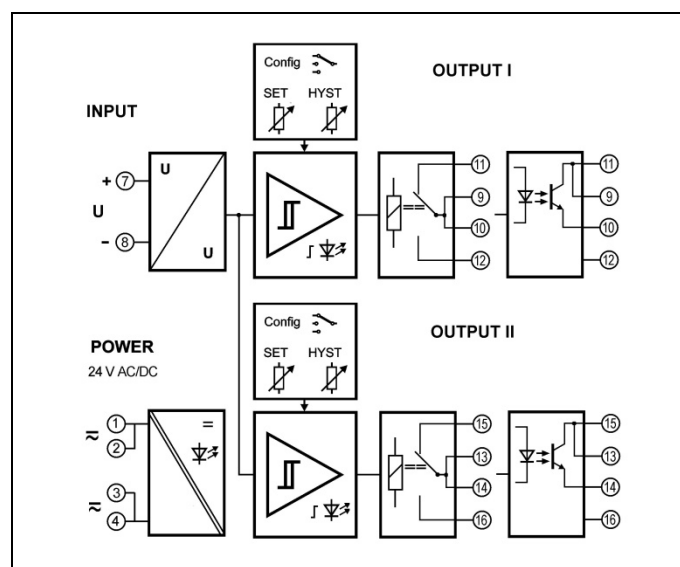 Config
SET HYST
OUTPUT I
INPUT
+ 7
U
- 8
U
U
11
9
10
12
11
9
10
12
Config
SET HYST
OUTPUT II
POWER
24 V AC/DC
1
2
3
4
15
13
14
16
15
13
14
16